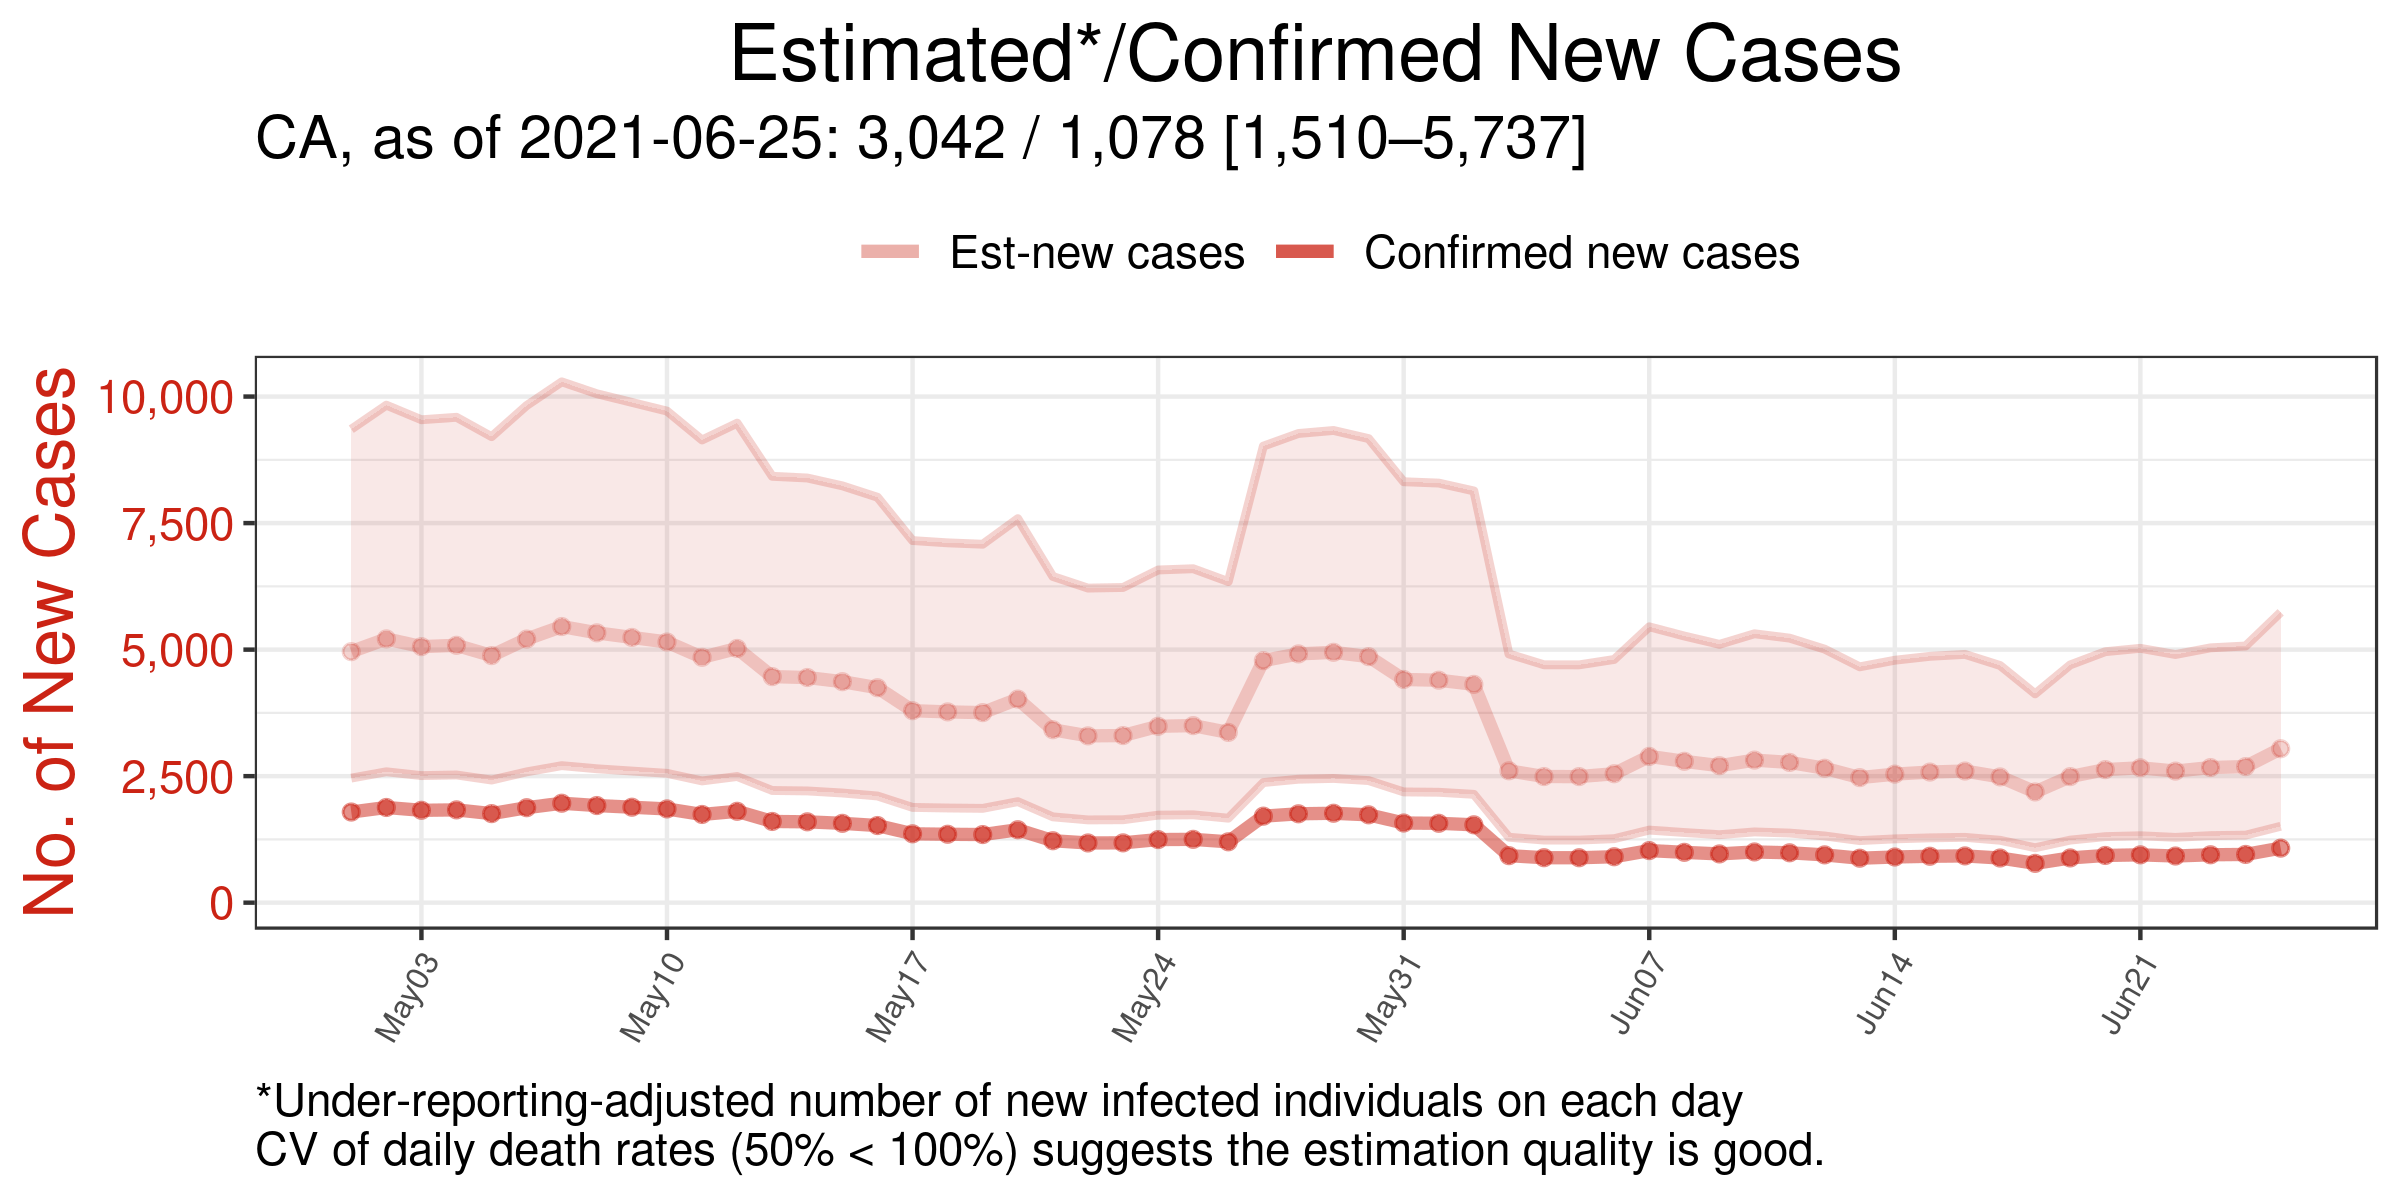 Estimated*/Confirmed New Cases
CA, as of 2021-06-25: 3,042 / 1,078 [1,510–5,737]
Est-new cases
Confirmed new cases
No. of New Cases
10,000
7,500
5,000
2,500
0
May03
May10
May17
May24
May31
Jun07
Jun14
Jun21
*Under-reporting-adjusted number of new infected individuals on each day
CV of daily death rates (50% < 100%) suggests the estimation quality is good.